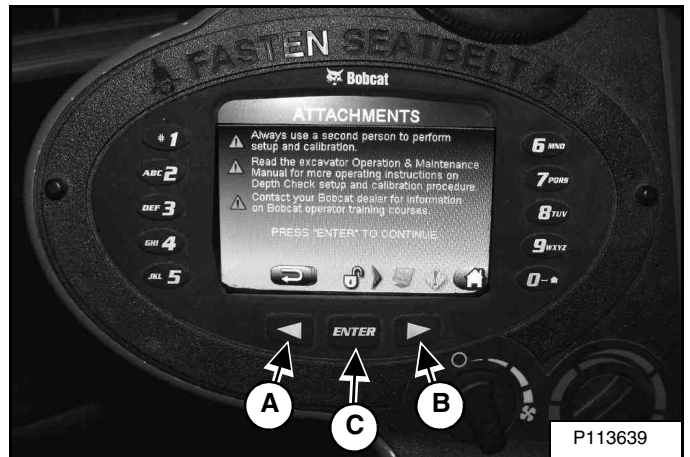 FASTEN SEATBELT
Bobcat
ATTACHMENTS
Always use a second person to perform
setup and calibration.
Read the excavator Operation & Maintenance
Manual for more operating instructions on
Depth Check setup and calibration procedure.
Contact your Bobcat dealer for information
on Bobcat operator training courses.
PRESS "ENTER" TO CONTINUE
# 1
ABC 2
DEF 3
GHI 4
JKL 5
6 MNO
7 PQRS
8 TUV
9 WXYZ
0
ENTER
A
C
B
P113639